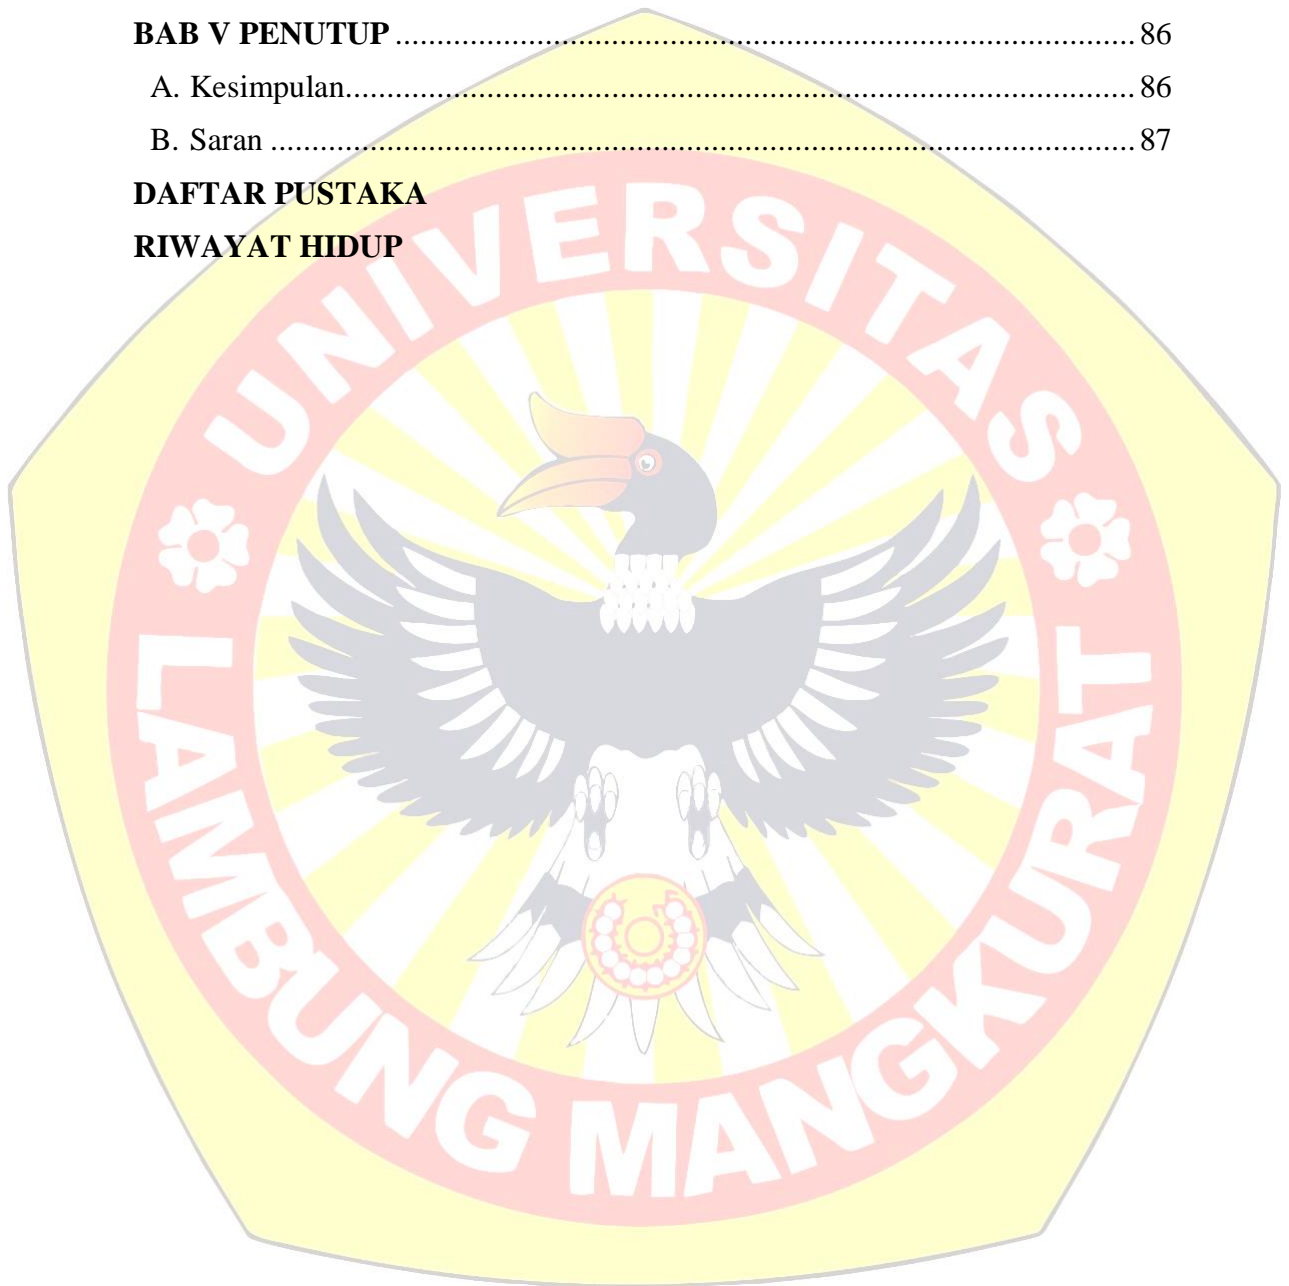 BAB V PENUTUP ........................................................................................... 86
A. Kesimpulan................................................................................................. 86
B. Saran .......................................................................................................... 87
DAFTAR PUSTAKA
RIWAYAT HIDUP
UNIVERSITAS
LAMBUNG MANGKURAT